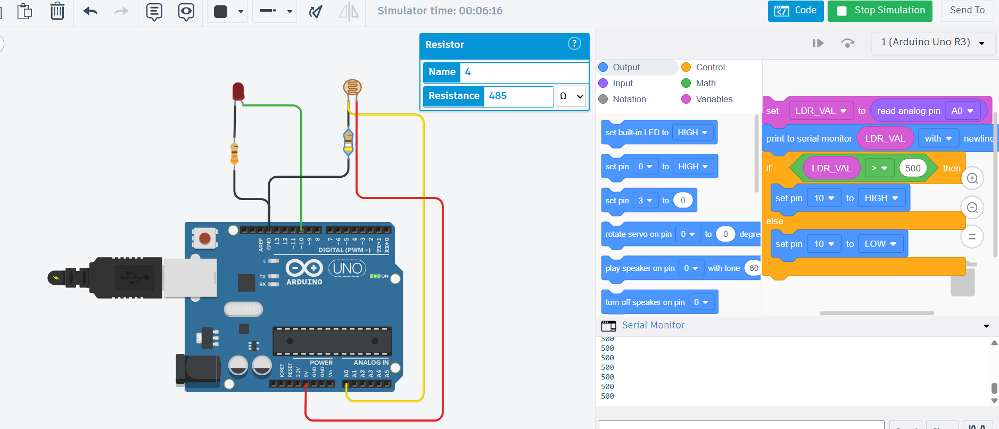 Simulator time: 00:06:16
Code
Stop Simulation
Send To
1 (Arduino Uno R3)
Resistor
?
Name 4
Resistance 485 Ω
Output
Control
Input
Math
Notation
Variables
set built-in LED to HIGH
set pin 0 to HIGH
set pin 3 to 0
rotate servo on pin 0 to 0 degre
play speaker on pin 0 with tone 60
turn off speaker on pin 0
set LDR_VAL to read analog pin A0
print to serial monitor LDR_VAL with newline
if LDR_VAL > 500 then
set pin 10 to HIGH
else
set pin 10 to LOW
AREF GND 13 12 ~11 ~10 ~9 8 7 ~6 ~5 4 ~3 2 TX→1 RX←0
DIGITAL (PWM~)
L
TX
RX
ARDUINO
UNO
ON
POWER
ANALOG IN
IOREF RESET 3.3V 5V GND GND Vin A0 A1 A2 A3 A4 A5
Serial Monitor
500
500
500
500
500
500
500